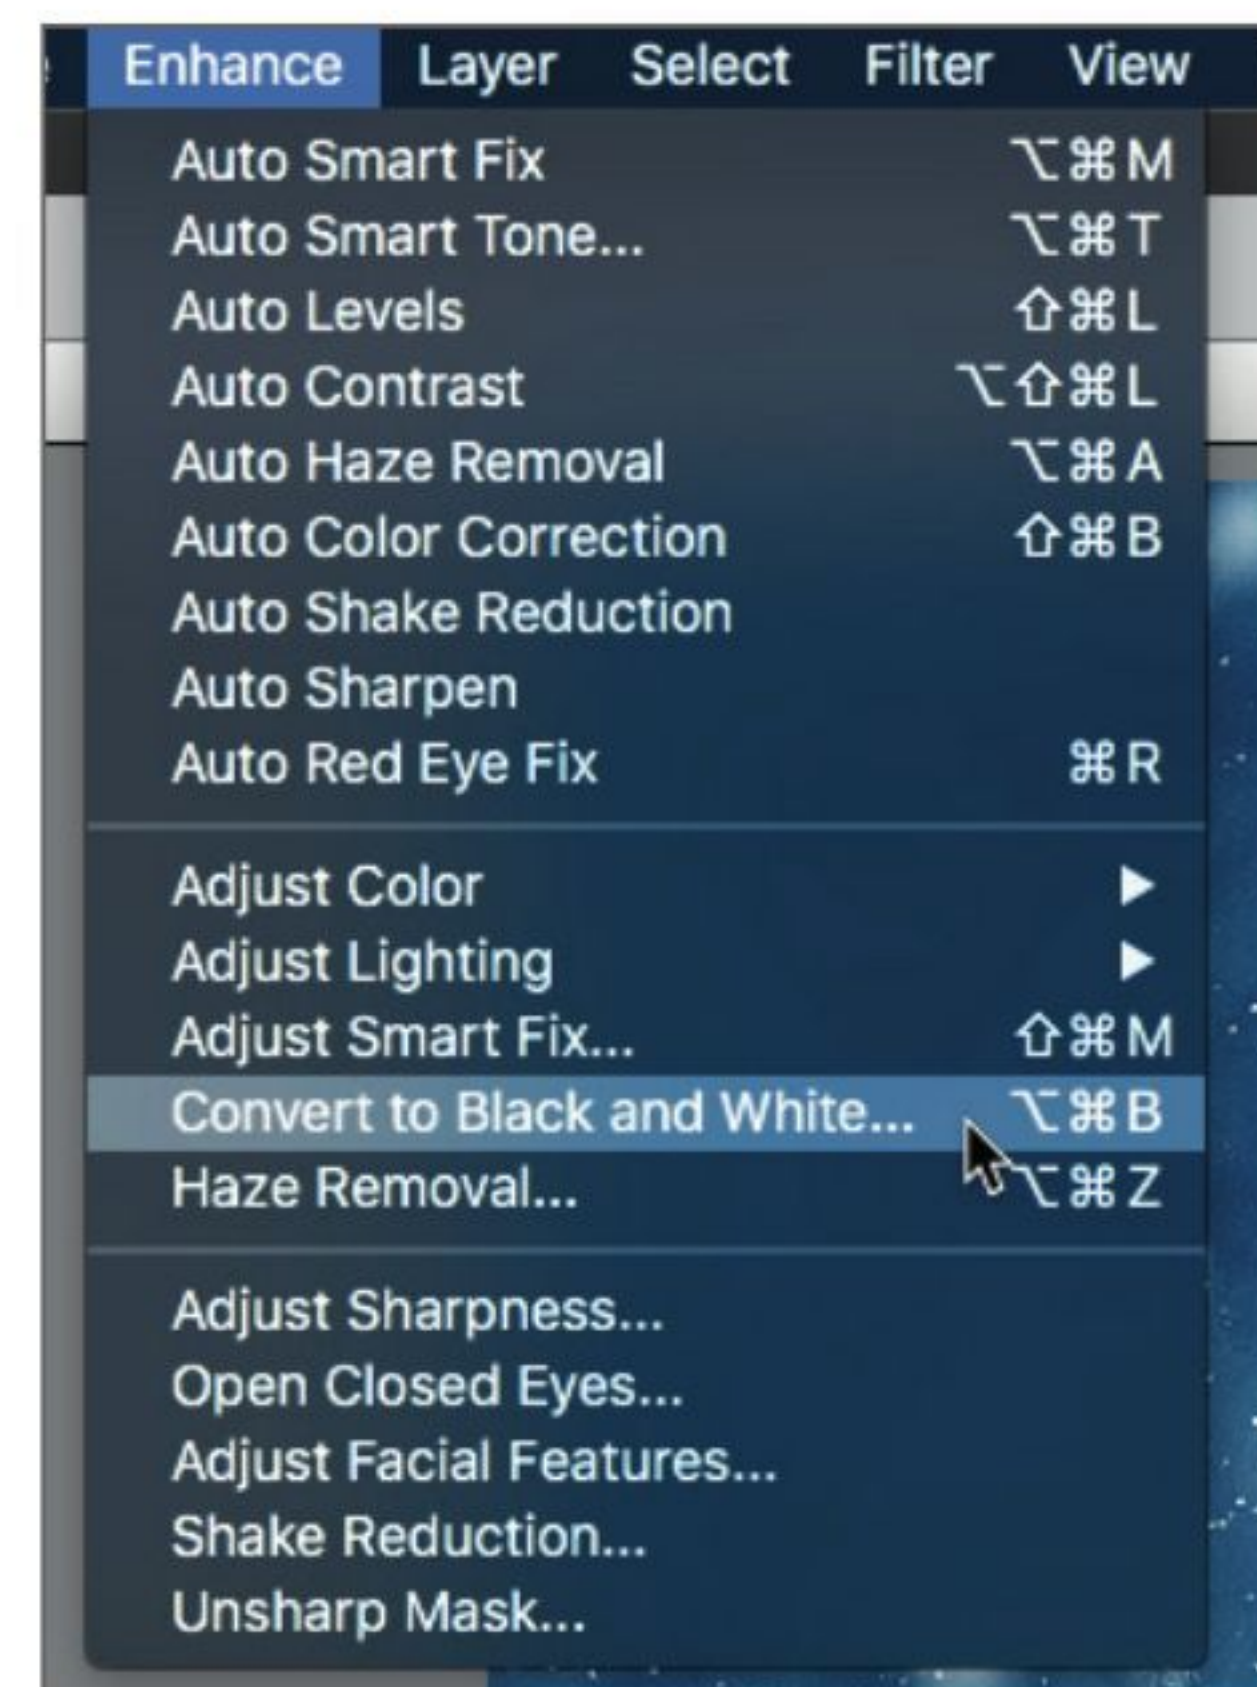 Enhance Layer Select Filter View
Auto Smart Fix ⌥⌘M
Auto Smart Tone... ⌥⌘T
Auto Levels ⇧⌘L
Auto Contrast ⌥⇧⌘L
Auto Haze Removal ⌥⌘A
Auto Color Correction ⇧⌘B
Auto Shake Reduction
Auto Sharpen
Auto Red Eye Fix ⌘R
Adjust Color ▶
Adjust Lighting ▶
Adjust Smart Fix... ⇧⌘M
Convert to Black and White... ⌥⌘B
Haze Removal... ⌥⌘Z
Adjust Sharpness...
Open Closed Eyes...
Adjust Facial Features...
Shake Reduction...
Unsharp Mask...